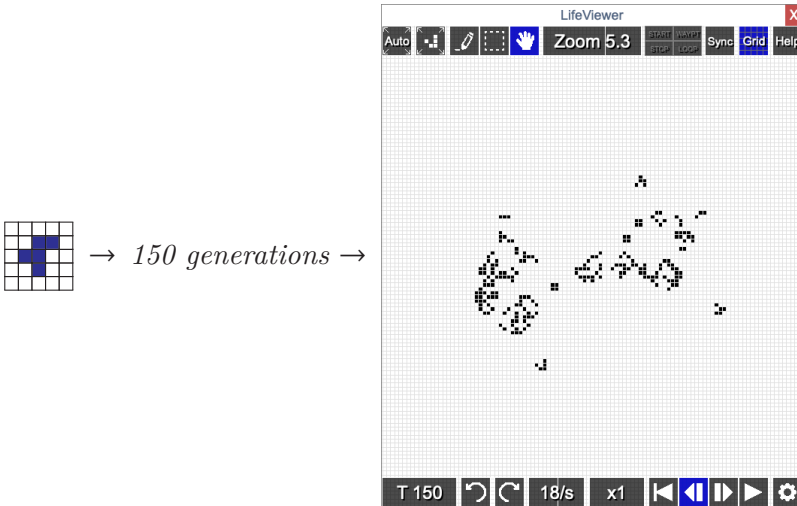 LifeViewer X
Auto Zoom 5.3 START WAYPT STOP LOOP Sync Grid Help
→ 150 generations →
T 150 18/s x1